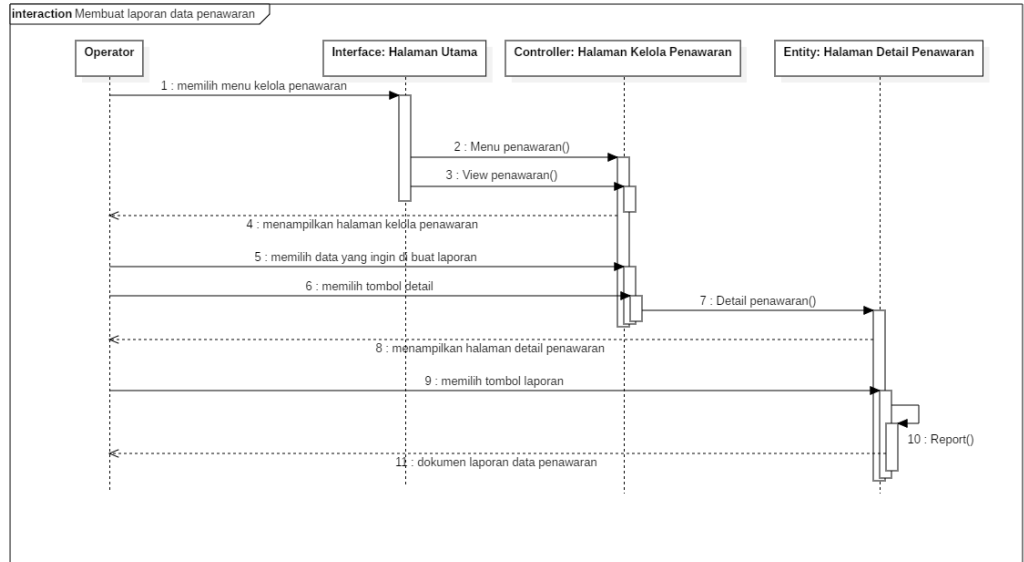 interaction Membuat laporan data penawaran
Operator
Interface: Halaman Utama
Controller: Halaman Kelola Penawaran
Entity: Halaman Detail Penawaran
1 : memilih menu kelola penawaran
2 : Menu penawaran()
3 : View penawaran()
4 : menampilkan halaman kelola penawaran
5 : memilih data yang ingin di buat laporan
6 : memilih tombol detail
7 : Detail penawaran()
8 : menampilkan halaman detail penawaran
9 : memilih tombol laporan
10 : Report()
11 : dokumen laporan data penawaran